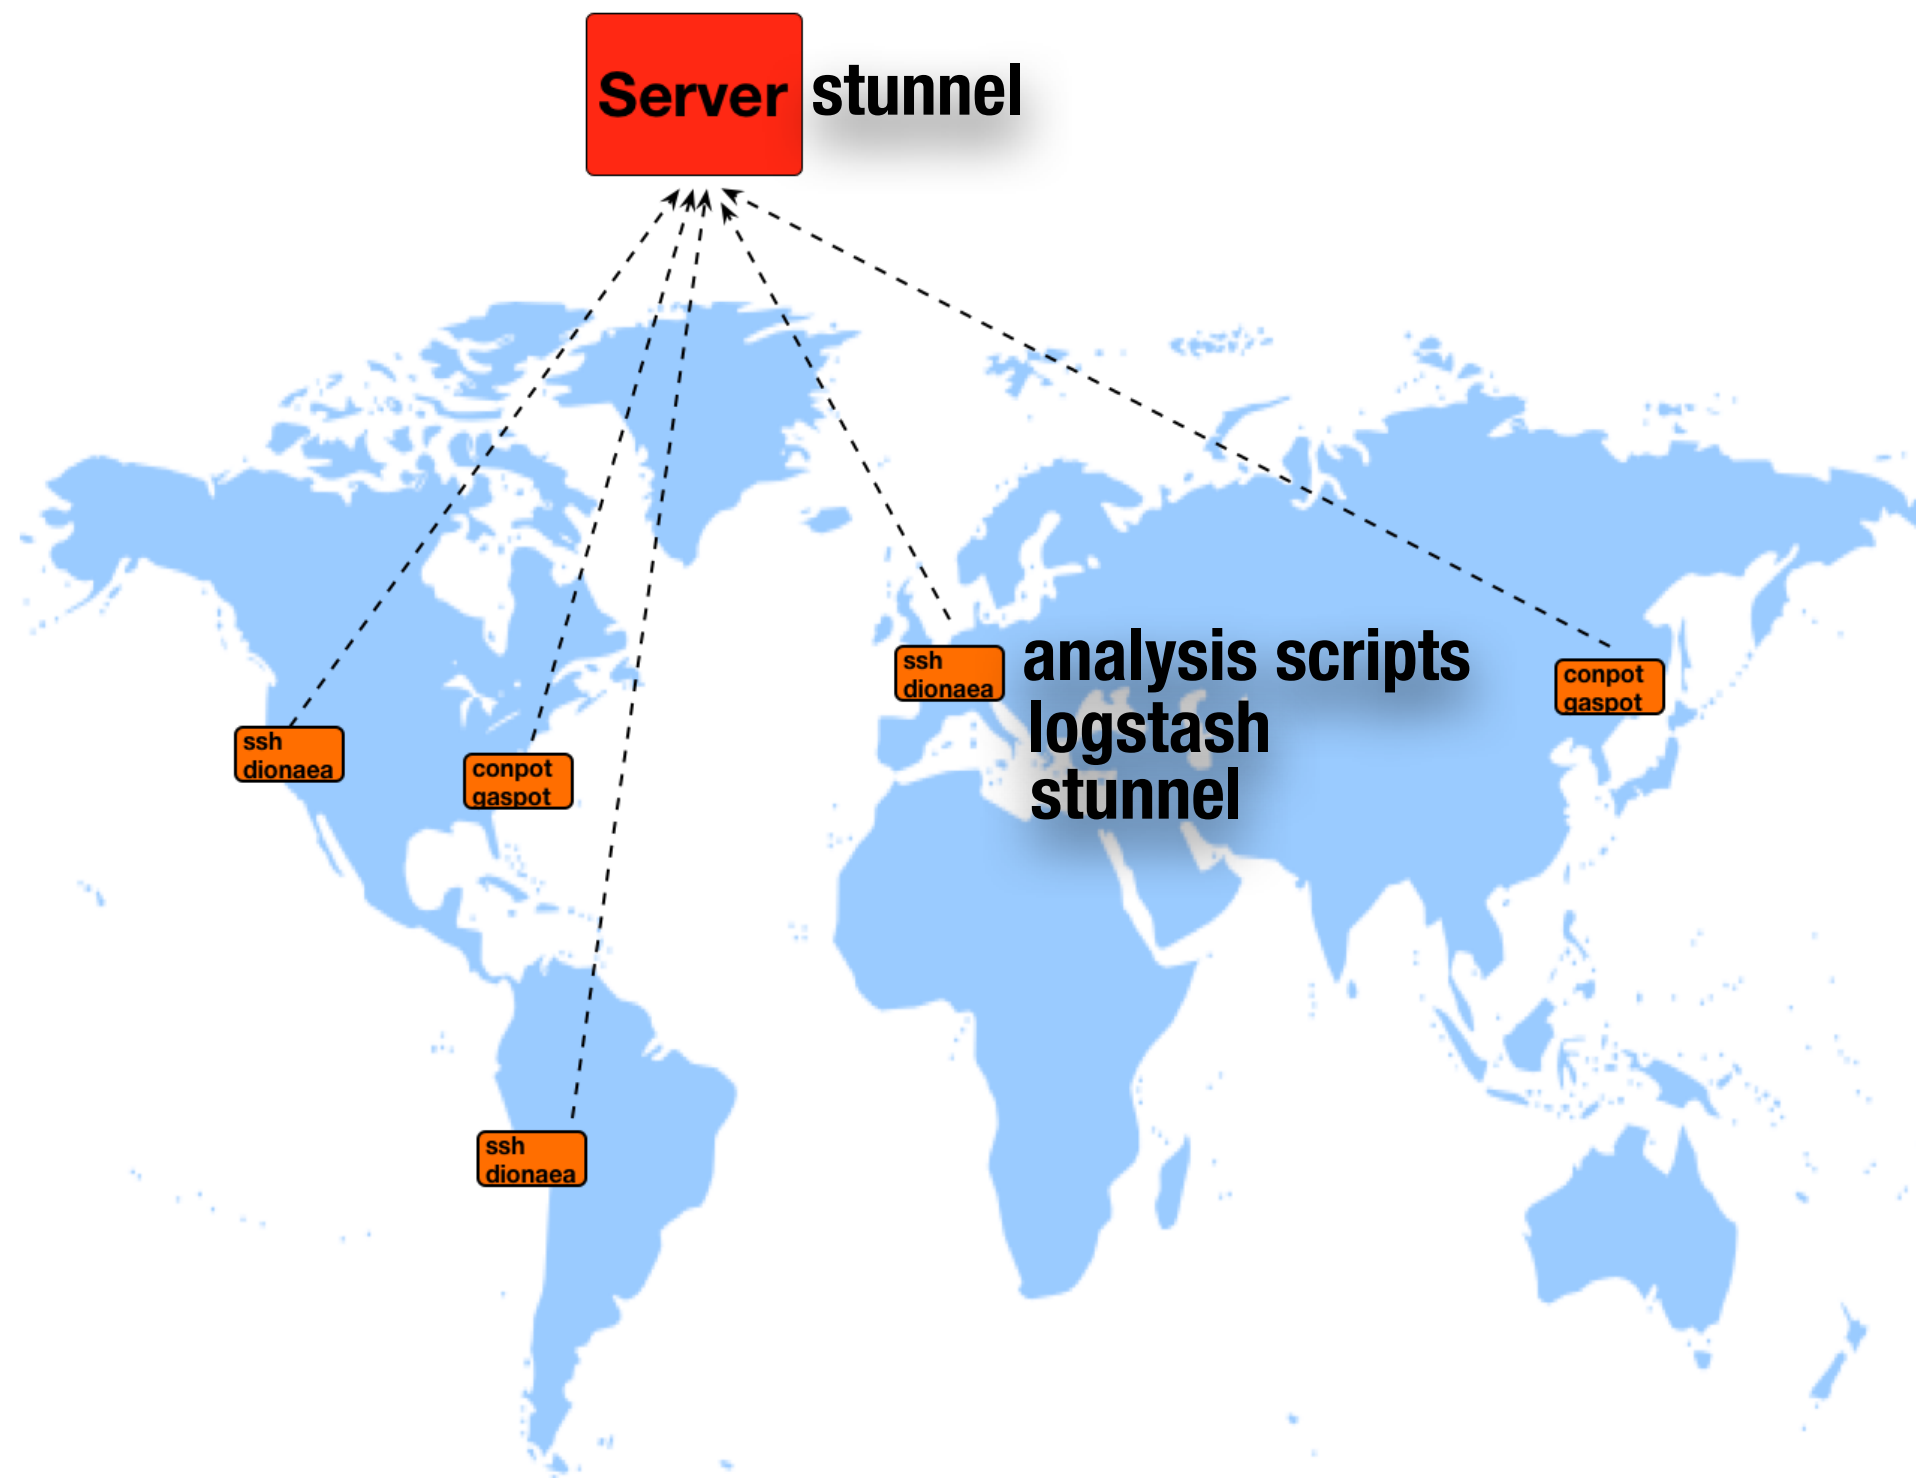 Server
stunnel
ssh
dionaea
analysis scripts
logstash
stunnel
conpot
gaspot
ssh
dionaea
conpot
gaspot
ssh
dionaea